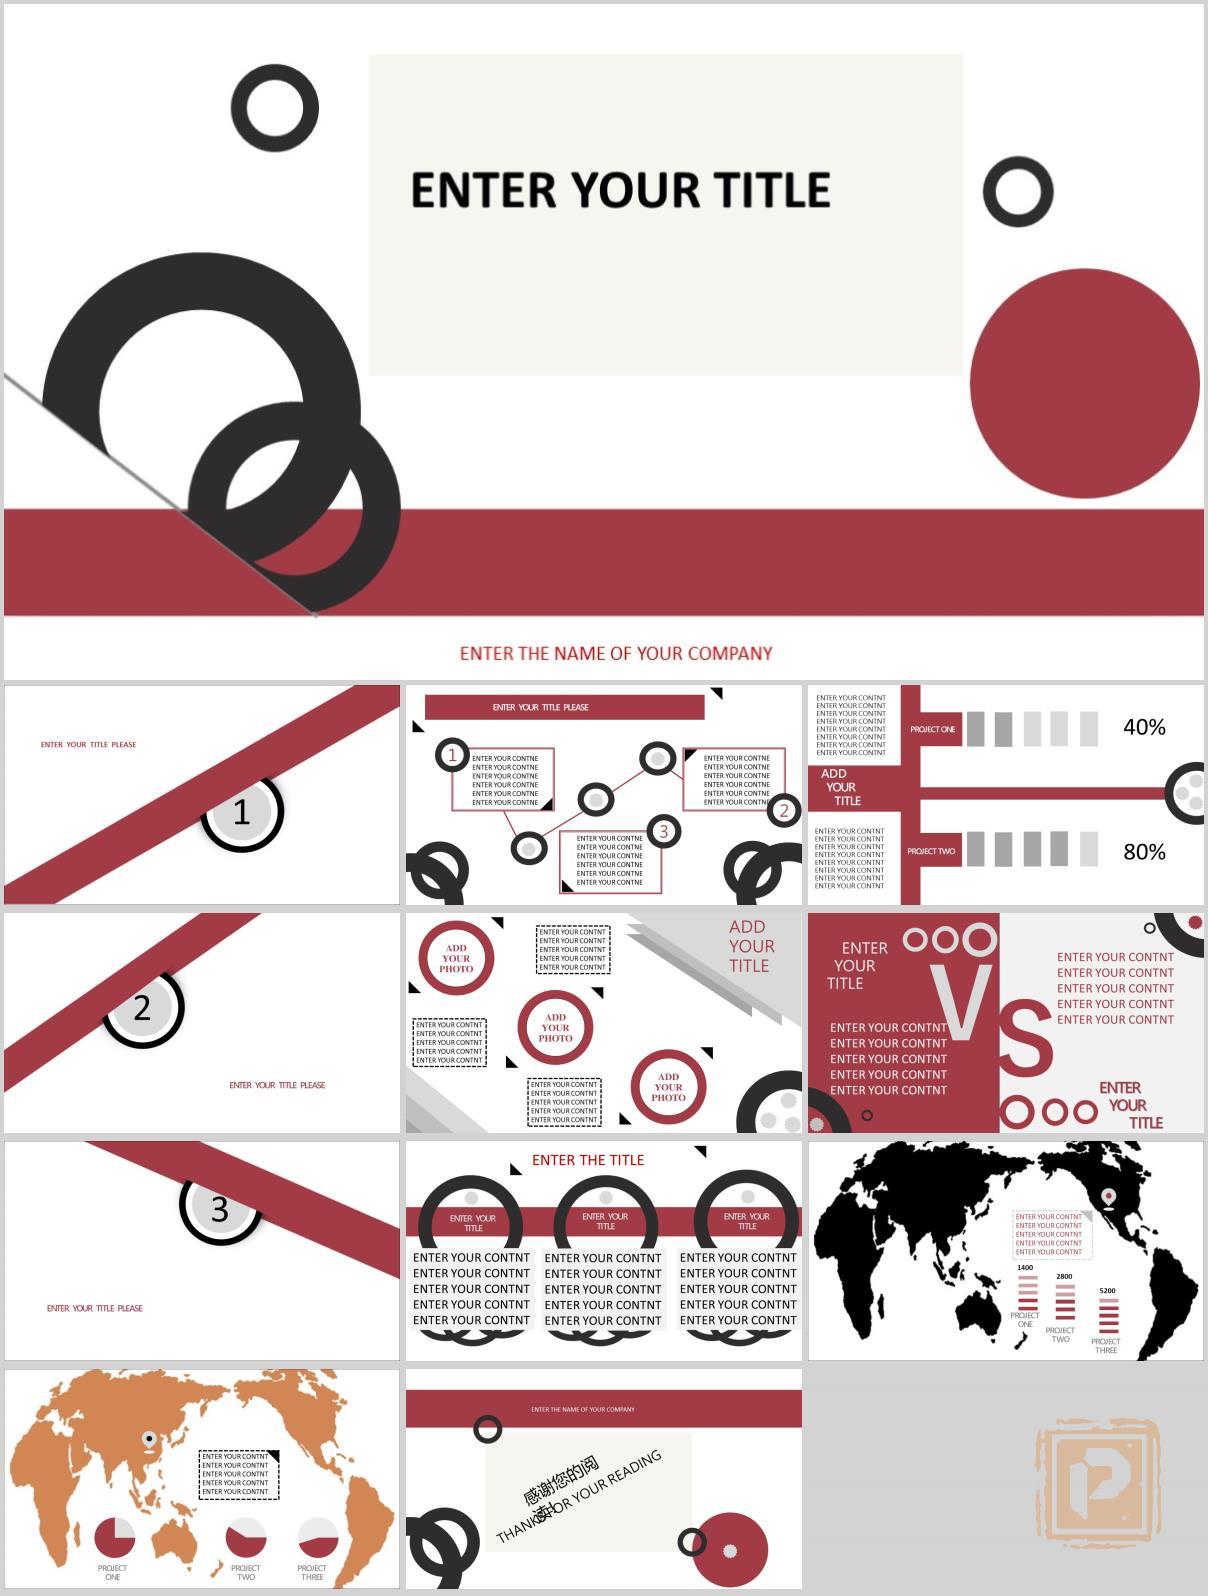 ENTER YOUR TITLE
ENTER THE NAME OF YOUR COMPANY
ENTER YOUR TITLE PLEASE
1
ENTER YOUR TITLE PLEASE
1
ENTER YOUR CONTNE
ENTER YOUR CONTNE
ENTER YOUR CONTNE
ENTER YOUR CONTNE
ENTER YOUR CONTNE
ENTER YOUR CONTNE
ENTER YOUR CONTNE
ENTER YOUR CONTNE
ENTER YOUR CONTNE
ENTER YOUR CONTNE
ENTER YOUR CONTNE
ENTER YOUR CONTNE
2
3
ENTER YOUR CONTNE
ENTER YOUR CONTNE
ENTER YOUR CONTNE
ENTER YOUR CONTNE
ENTER YOUR CONTNE
ENTER YOUR CONTNE
ENTER YOUR CONTNT
ENTER YOUR CONTNT
ENTER YOUR CONTNT
ENTER YOUR CONTNT
ENTER YOUR CONTNT
ENTER YOUR CONTNT
ENTER YOUR CONTNT
ENTER YOUR CONTNT
PROJECT ONE
40%
ADD
YOUR
TITLE
ENTER YOUR CONTNT
ENTER YOUR CONTNT
ENTER YOUR CONTNT
ENTER YOUR CONTNT
ENTER YOUR CONTNT
ENTER YOUR CONTNT
ENTER YOUR CONTNT
ENTER YOUR CONTNT
PROJECT TWO
80%
2
ENTER YOUR TITLE PLEASE
ADD
YOUR
PHOTO
ENTER YOUR CONTNT
ENTER YOUR CONTNT
ENTER YOUR CONTNT
ENTER YOUR CONTNT
ENTER YOUR CONTNT
ADD
YOUR
TITLE
ENTER YOUR CONTNT
ENTER YOUR CONTNT
ENTER YOUR CONTNT
ENTER YOUR CONTNT
ENTER YOUR CONTNT
ADD
YOUR
PHOTO
ENTER YOUR CONTNT
ENTER YOUR CONTNT
ENTER YOUR CONTNT
ENTER YOUR CONTNT
ENTER YOUR CONTNT
ADD
YOUR
PHOTO
ENTER
YOUR
TITLE
ENTER YOUR CONTNT
ENTER YOUR CONTNT
ENTER YOUR CONTNT
ENTER YOUR CONTNT
ENTER YOUR CONTNT
VS
ENTER YOUR CONTNT
ENTER YOUR CONTNT
ENTER YOUR CONTNT
ENTER YOUR CONTNT
ENTER YOUR CONTNT
ENTER
YOUR
TITLE
3
ENTER YOUR TITLE PLEASE
ENTER THE TITLE
ENTER YOUR
TITLE
ENTER YOUR CONTNT
ENTER YOUR CONTNT
ENTER YOUR CONTNT
ENTER YOUR CONTNT
ENTER YOUR CONTNT
ENTER YOUR
TITLE
ENTER YOUR CONTNT
ENTER YOUR CONTNT
ENTER YOUR CONTNT
ENTER YOUR CONTNT
ENTER YOUR CONTNT
ENTER YOUR
TITLE
ENTER YOUR CONTNT
ENTER YOUR CONTNT
ENTER YOUR CONTNT
ENTER YOUR CONTNT
ENTER YOUR CONTNT
ENTER YOUR CONTNT
ENTER YOUR CONTNT
ENTER YOUR CONTNT
ENTER YOUR CONTNT
ENTER YOUR CONTNT
1400
PROJECT
ONE
2800
PROJECT
TWO
5200
PROJECT
THREE
ENTER YOUR CONTNT
ENTER YOUR CONTNT
ENTER YOUR CONTNT
ENTER YOUR CONTNT
ENTER YOUR CONTNT
PROJECT
ONE
PROJECT
TWO
PROJECT
THREE
ENTER THE NAME OF YOUR COMPANY
感谢您的阅
读!
THANKS FOR YOUR READING
P